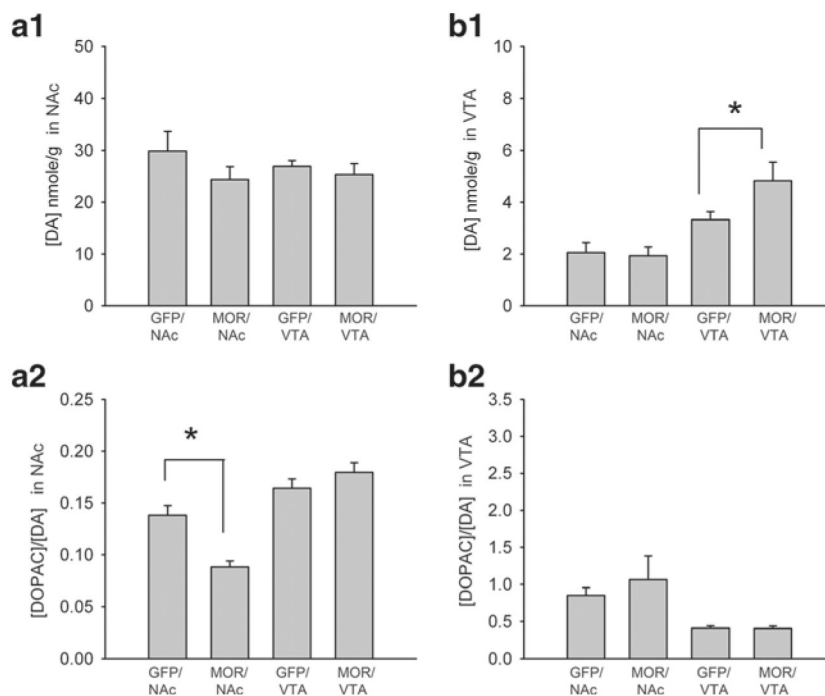 a1
[DA] nmole/g in NAc
50
40
30
20
10
0
GFP/ MOR/ GFP/ MOR/
NAc NAc VTA VTA
b1
[DA] nmole/g in VTA
10
8
6
4
2
0
*
GFP/ MOR/ GFP/ MOR/
NAc NAc VTA VTA
a2
[DOPAC]/[DA] in NAc
0.25
0.20
0.15
0.10
0.05
0.00
*
GFP/ MOR/ GFP/ MOR/
NAc NAc VTA VTA
b2
[DOPAC]/[DA] in VTA
3.5
3.0
2.5
2.0
1.5
1.0
0.5
0.0
GFP/ MOR/ GFP/ MOR/
NAc NAc VTA VTA